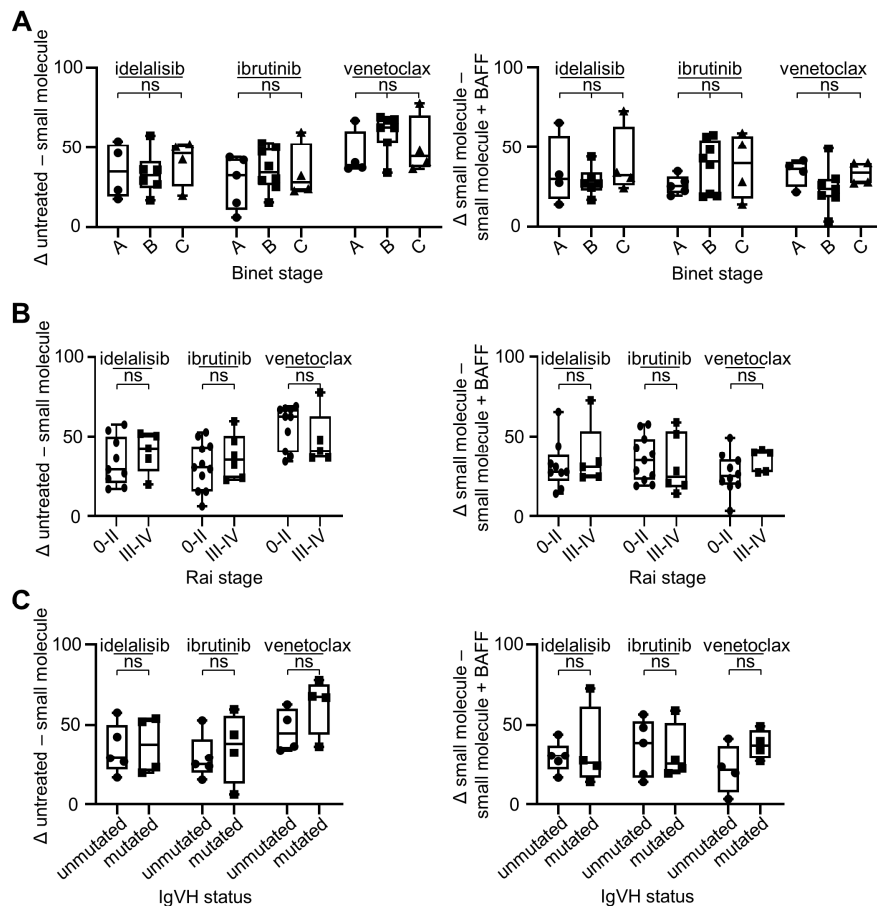 A
Δ untreated – small molecule
100
50
0
idelalisib ibrutinib venetoclax
ns ns ns
A B C A B C A B C
Binet stage
Δ small molecule –
small molecule + BAFF
100
50
0
idelalisib ibrutinib venetoclax
ns ns ns
A B C A B C A B C
Binet stage
B
Δ untreated – small molecule
100
50
0
idelalisib ibrutinib venetoclax
ns ns ns
0-II III-IV 0-II III-IV 0-II III-IV
Rai stage
Δ small molecule –
small molecule + BAFF
100
50
0
idelalisib ibrutinib venetoclax
ns ns ns
0-II III-IV 0-II III-IV 0-II III-IV
Rai stage
C
Δ untreated – small molecule
100
50
0
idelalisib ibrutinib venetoclax
ns ns ns
unmutated mutated unmutated mutated unmutated mutated
IgVH status
Δ small molecule –
small molecule + BAFF
100
50
0
idelalisib ibrutinib venetoclax
ns ns ns
unmutated mutated unmutated mutated unmutated mutated
IgVH status